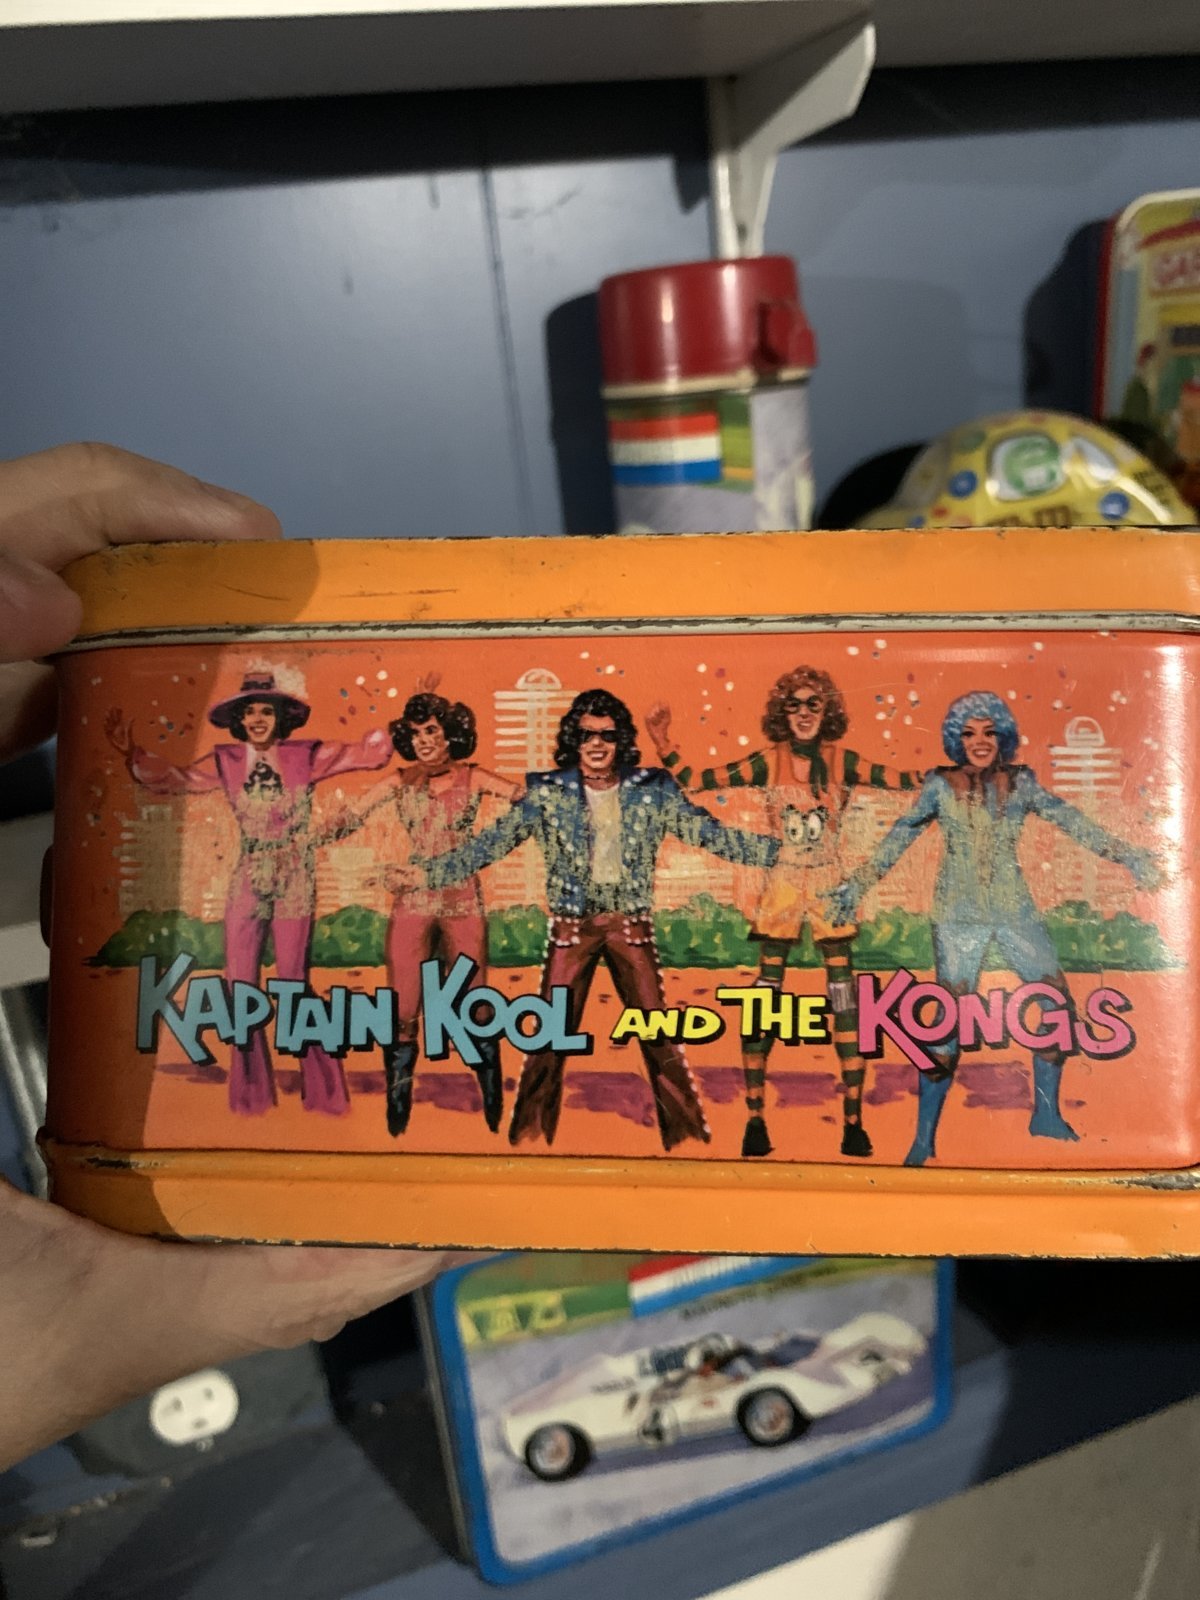 KAPTAIN KOOL AND THE KONGS